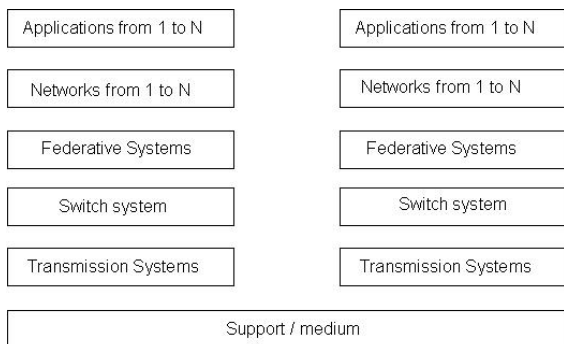 Applications from 1 to N
Applications from 1 to N
Networks from 1 to N
Networks from 1 to N
Federative Systems
Federative Systems
Switch system
Switch system
Transmission Systems
Transmission Systems
Support / medium